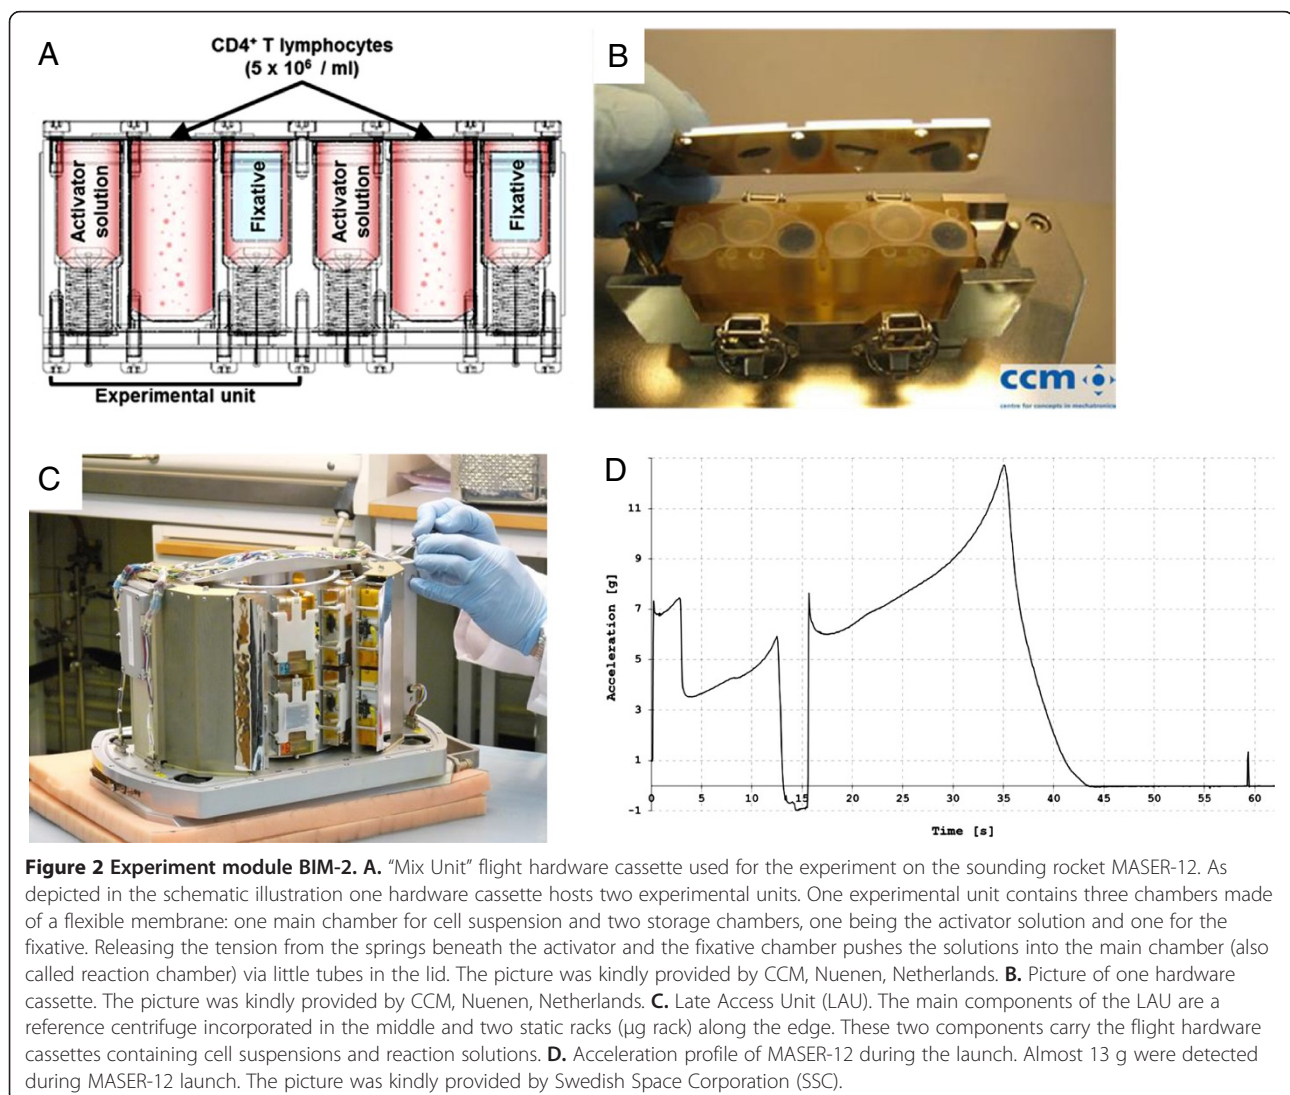 A
CD4⁺ T lymphocytes
(5 x 10⁶ / ml)
Activator
solution
Fixative
Activator
solution
Fixative
Experimental unit
B
ccm
centre for concepts in mechatronics
C
D
Acceleration [g]
11
9
7
5
3
1
-1
0 5 10 15 20 25 30 35 40 45 50 55 60
Time [s]
Figure 2 Experiment module BIM-2. A. “Mix Unit” flight hardware cassette used for the experiment on the sounding rocket MASER-12. As
depicted in the schematic illustration one hardware cassette hosts two experimental units. One experimental unit contains three chambers made
of a flexible membrane: one main chamber for cell suspension and two storage chambers, one being the activator solution and one for the
fixative. Releasing the tension from the springs beneath the activator and the fixative chamber pushes the solutions into the main chamber (also
called reaction chamber) via little tubes in the lid. The picture was kindly provided by CCM, Nuenen, Netherlands. B. Picture of one hardware
cassette. The picture was kindly provided by CCM, Nuenen, Netherlands. C. Late Access Unit (LAU). The main components of the LAU are a
reference centrifuge incorporated in the middle and two static racks (μg rack) along the edge. These two components carry the flight hardware
cassettes containing cell suspensions and reaction solutions. D. Acceleration profile of MASER-12 during the launch. Almost 13 g were detected
during MASER-12 launch. The picture was kindly provided by Swedish Space Corporation (SSC).